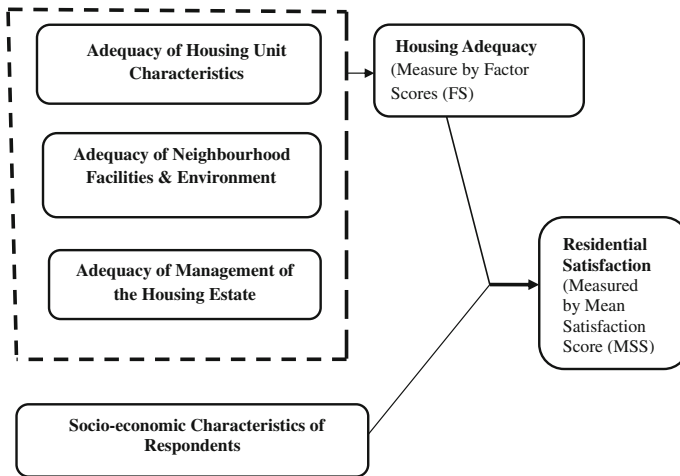 Adequacy of Housing Unit
Characteristics
Housing Adequacy
(Measure by Factor
Scores (FS)
Adequacy of Neighbourhood
Facilities & Environment
Adequacy of Management of
the Housing Estate
Residential
Satisfaction
(Measured
by Mean
Satisfaction
Score (MSS)
Socio-economic Characteristics of
Respondents